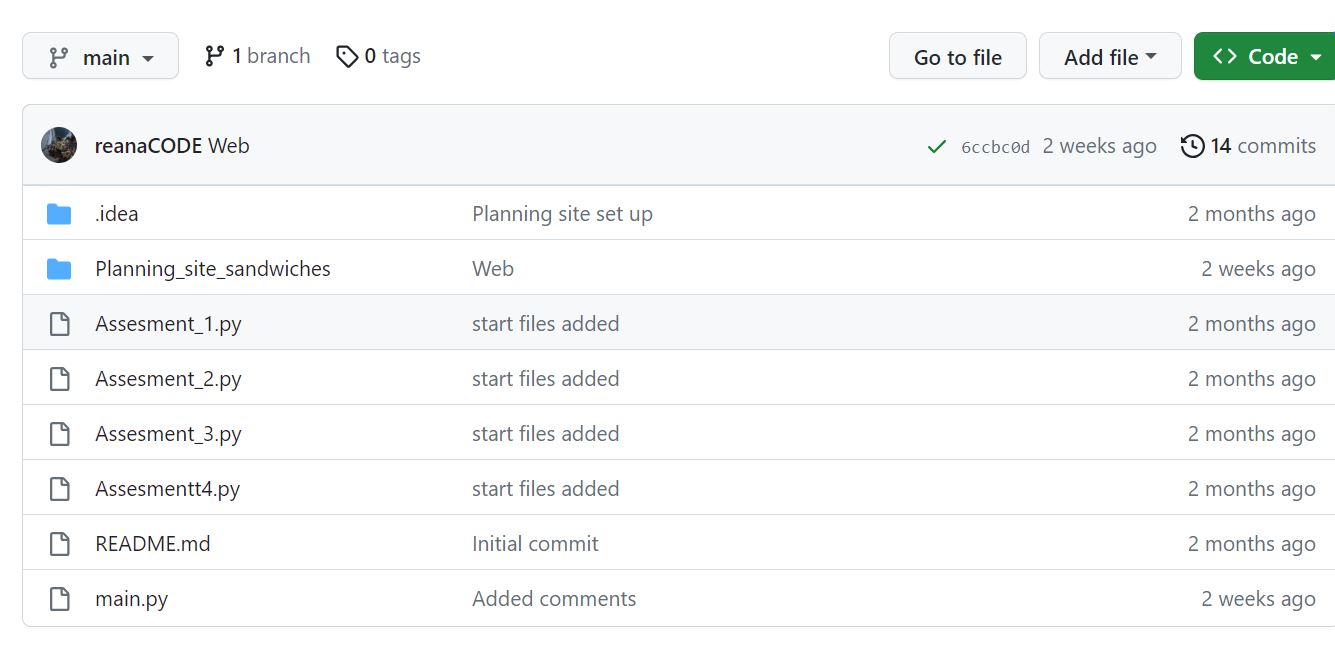 main 1 branch 0 tags Go to file Add file Code
reanaCODE Web 6ccbc0d 2 weeks ago 14 commits
.idea Planning site set up 2 months ago
Planning_site_sandwiches Web 2 weeks ago
Assesment_1.py start files added 2 months ago
Assesment_2.py start files added 2 months ago
Assesment_3.py start files added 2 months ago
Assesmentt4.py start files added 2 months ago
README.md Initial commit 2 months ago
main.py Added comments 2 weeks ago